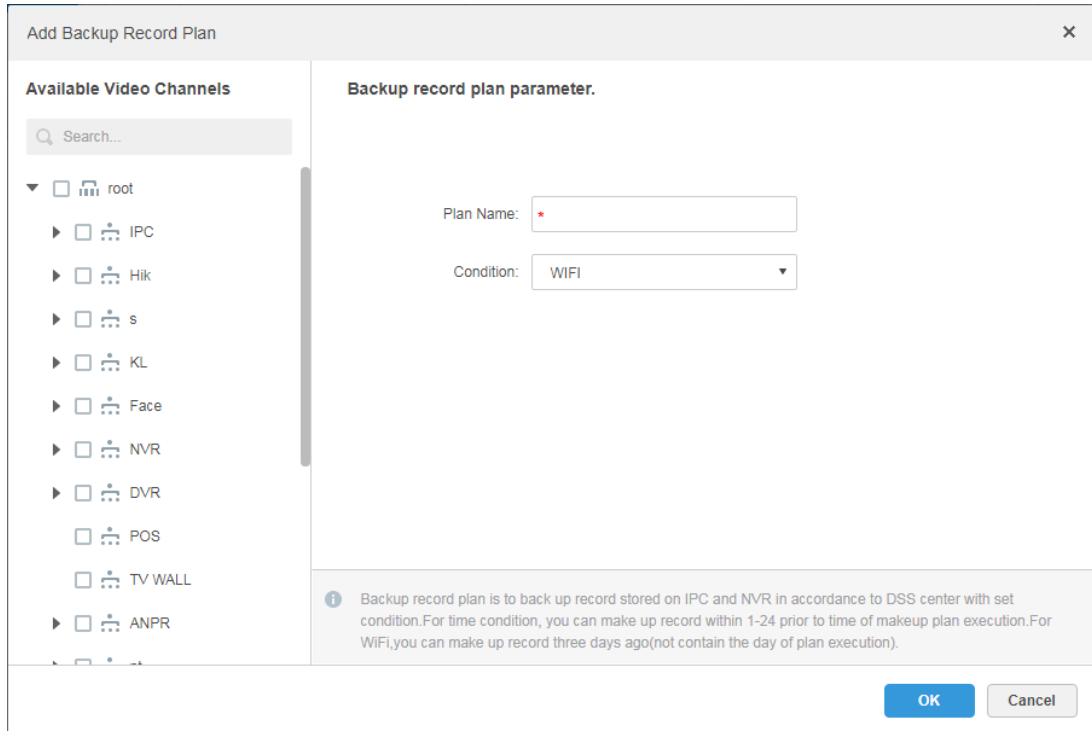 Add Backup Record Plan
Available Video Channels
Search...
root
IPC
Hik
s
KL
Face
NVR
DVR
POS
TV WALL
ANPR
Backup record plan parameter.
Plan Name: *
Condition: WIFI
Backup record plan is to back up record stored on IPC and NVR in accordance to DSS center with set
condition.For time condition, you can make up record within 1-24 prior to time of makeup plan execution.For
WiFi,you can make up record three days ago(not contain the day of plan execution).
OK Cancel